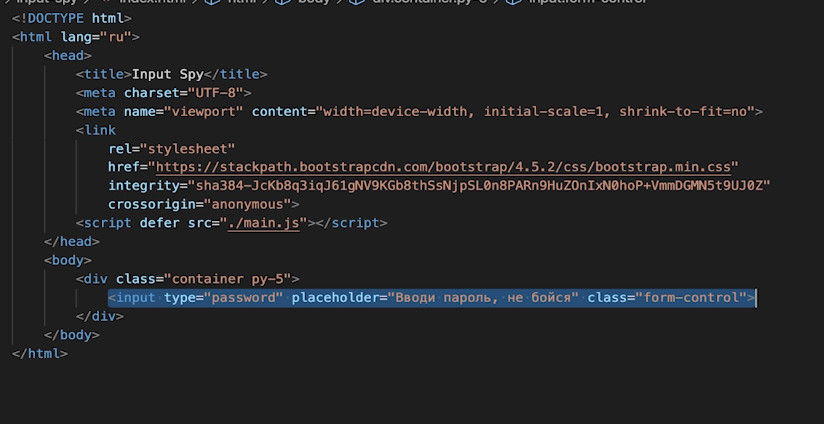 input-spy index.html html body div.container.py-5 input.form-control
<!DOCTYPE html>
<html lang="ru">
<head>
<title>Input Spy</title>
<meta charset="UTF-8">
<meta name="viewport" content="width=device-width, initial-scale=1, shrink-to-fit=no">
<link
rel="stylesheet"
href="https://stackpath.bootstrapcdn.com/bootstrap/4.5.2/css/bootstrap.min.css"
integrity="sha384-JcKb8q3iqJ61gNV9KGb8thSsNjpSL0n8PARn9HuZOnIxN0hoP+VmmDGMN5t9UJ0Z"
crossorigin="anonymous">
<script defer src="./main.js"></script>
</head>
<body>
<div class="container py-5">
<input type="password" placeholder="Вводи пароль, не бойся" class="form-control">
</div>
</body>
</html>